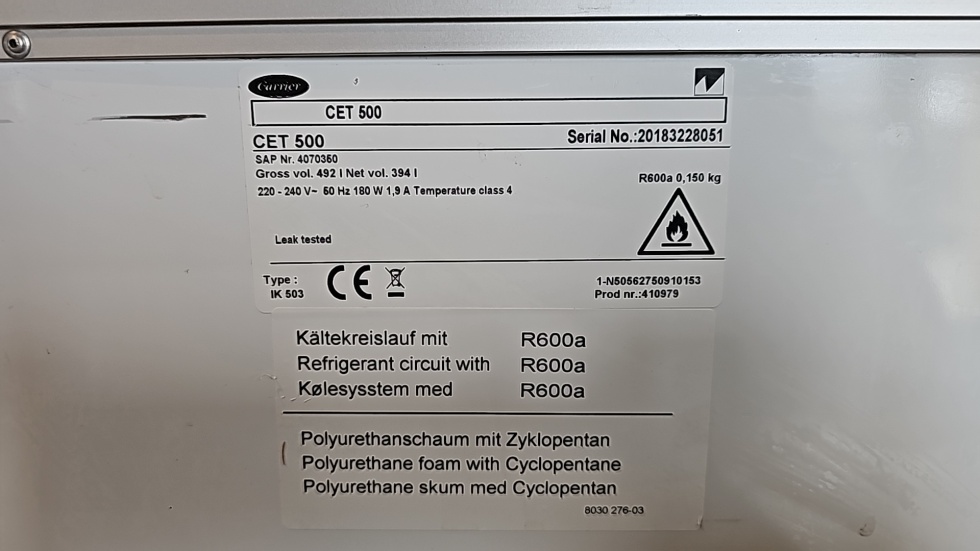 Carrier
CET 500
CET 500 Serial No.:20183228051
SAP Nr. 4070350
Gross vol. 492 l Net vol. 394 l
R600a 0,150 kg
220 - 240 V~ 50 Hz 180 W 1,9 A Temperature class 4
Leak tested
Type :
IK 503
CE
1-N50562750910153
Prod nr.:410979
Kältekreislauf mit R600a
Refrigerant circuit with R600a
Kølesysstem med R600a
Polyurethanschaum mit Zyklopentan
Polyurethane foam with Cyclopentane
Polyurethane skum med Cyclopentan
8030 276-03